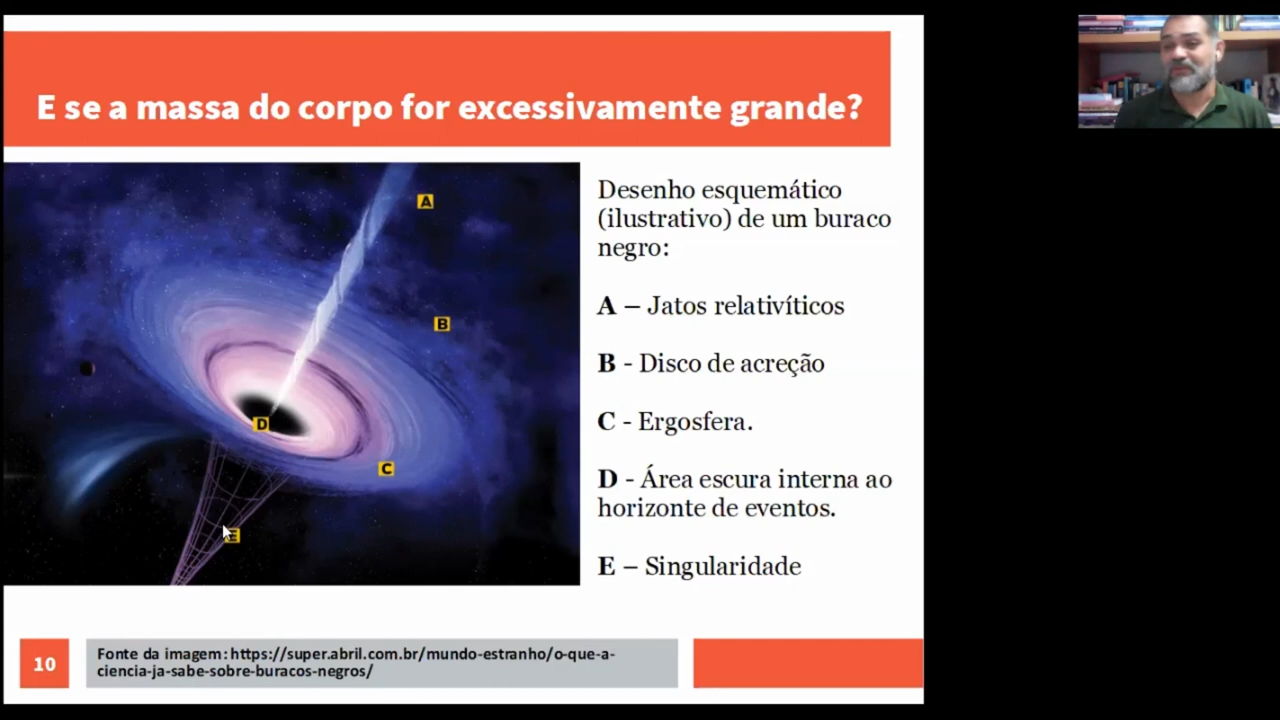 E se a massa do corpo for excessivamente grande?
A
B
D
C
E
Desenho esquemático
(ilustrativo) de um buraco
negro:
A – Jatos relativíticos
B - Disco de acreção
C - Ergosfera.
D - Área escura interna ao
horizonte de eventos.
E – Singularidade
10
Fonte da imagem: https://super.abril.com.br/mundo-estranho/o-que-a-
ciencia-ja-sabe-sobre-buracos-negros/